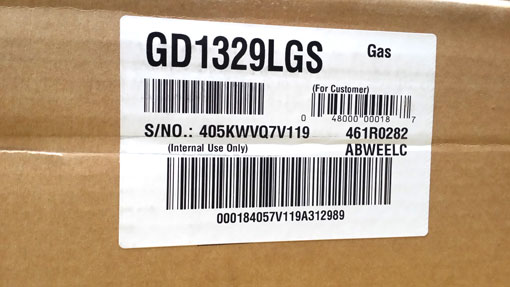 GD1329LGS Gas
(For Customer)
0 48000 00018 7
S/NO.: 405KWVQ7V119 461R0282
(Internal Use Only) ABWEELC
000184057V119A312989